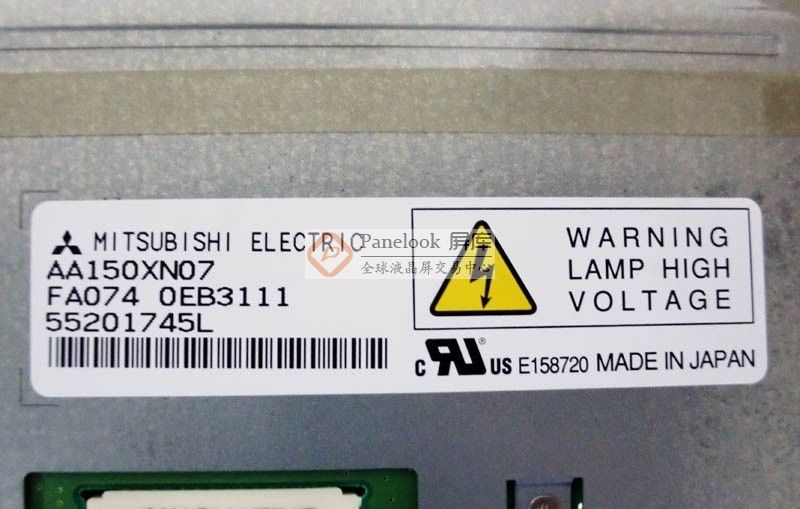 MITSUBISHI ELECTRIC
AA150XN07
FA074 0EB3111
55201745L
Panelook 屏库
全球液晶屏交易中心
WARNING
LAMP HIGH
VOLTAGE
c RU US E158720 MADE IN JAPAN